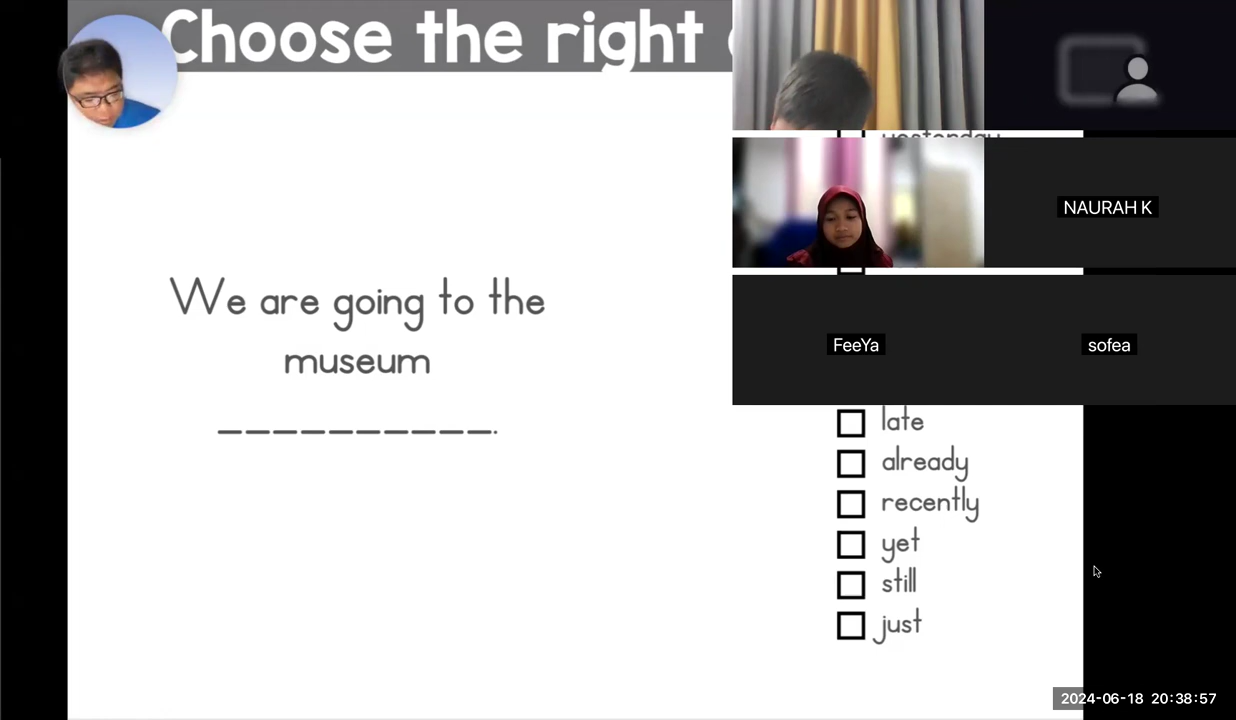 Choose the right
yesterday
NAURAH K
We are going to the
museum
__________.
FeeYa
sofea
late
already
recently
yet
still
just
2024-06-18 20:38:57